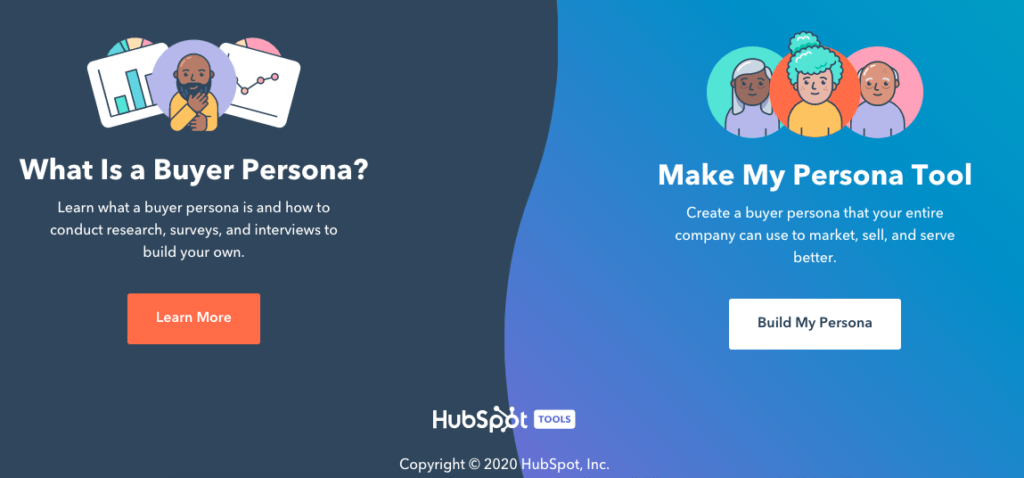 What Is a Buyer Persona?
Learn what a buyer persona is and how to
conduct research, surveys, and interviews to
build your own.
Learn More
Make My Persona Tool
Create a buyer persona that your entire
company can use to market, sell, and serve
better.
Build My Persona
HubSpot TOOLS
Copyright © 2020 HubSpot, Inc.